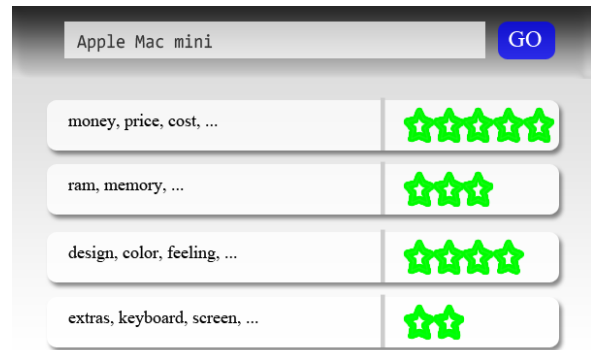 Apple Mac mini GO
money, price, cost, ...
ram, memory, ...
design, color, feeling, ...
extras, keyboard, screen, ...